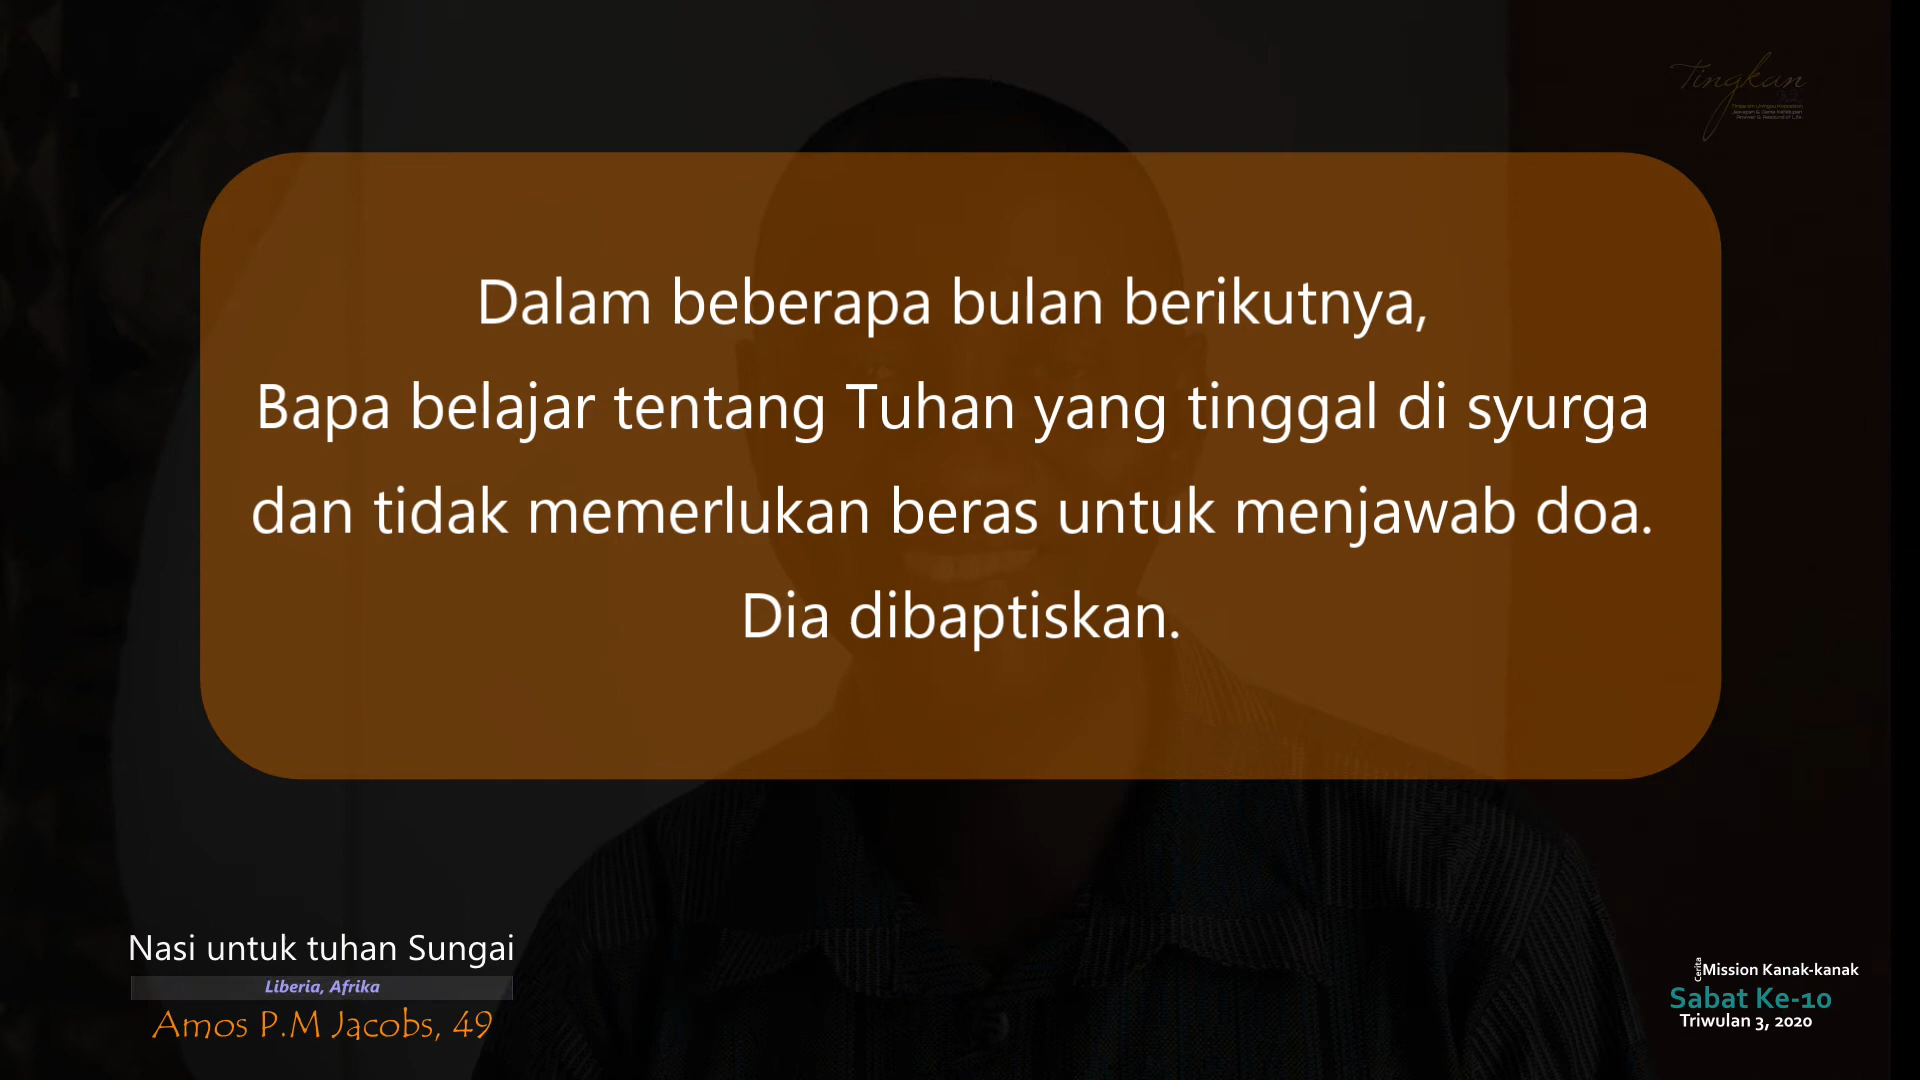 Tingkan
Dalam beberapa bulan berikutnya,
Bapa belajar tentang Tuhan yang tinggal di syurga
dan tidak memerlukan beras untuk menjawab doa.
Dia dibaptiskan.
Nasi untuk tuhan Sungai
Liberia, Afrika
Amos P.M Jacobs, 49
Cerita Mission Kanak-kanak
Sabat Ke-10
Triwulan 3, 2020